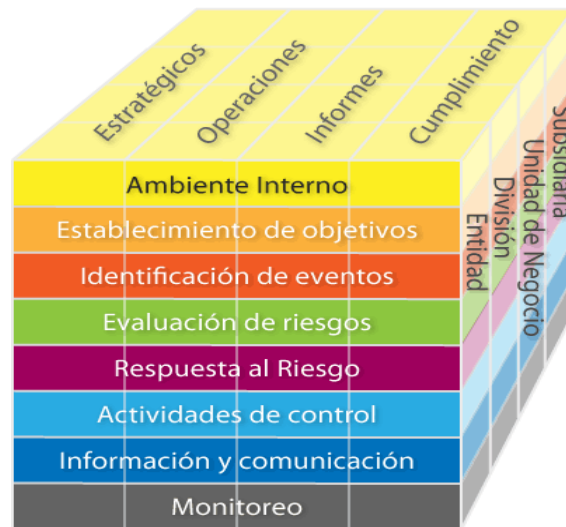 Estratégicos
Operaciones
Informes
Cumplimiento
Ambiente Interno
Establecimiento de objetivos
Identificación de eventos
Evaluación de riesgos
Respuesta al Riesgo
Actividades de control
Información y comunicación
Monitoreo
Entidad
División
Unidad de Negocio
Subsidiaria